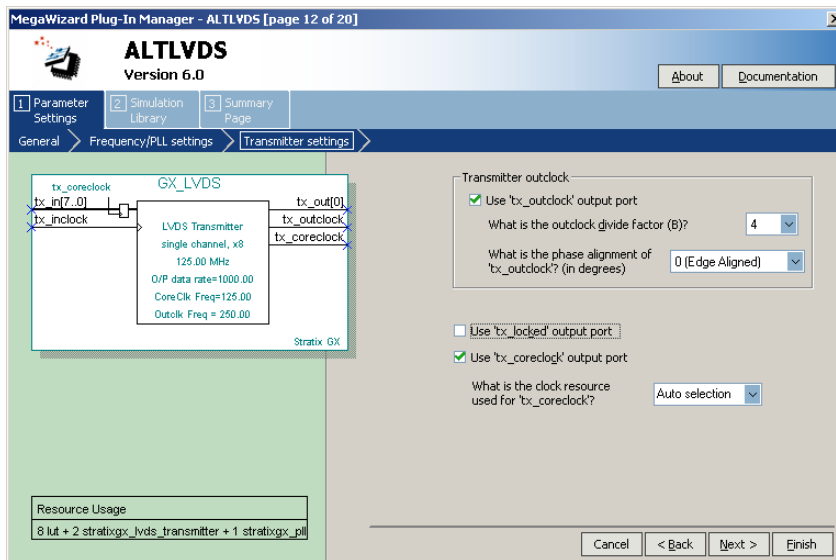 MegaWizard Plug-In Manager - ALTLVDS [page 12 of 20]
ALTLVDS
Version 6.0
About
Documentation
1 Parameter Settings
2 Simulation Library
3 Summary Page
General
Frequency/PLL settings
Transmitter settings
GX_LVDS
tx_coreclock
tx_in[7..0]
tx_inclock
tx_out[0]
tx_outclock
tx_coreclock
LVDS Transmitter
single channel, x8
125.00 MHz
O/P data rate=1000.00
CoreClk Freq=125.00
Outclk Freq = 250.00
Stratix GX
Transmitter outclock
Use 'tx_outclock' output port
What is the outclock divide factor (B)?
4
What is the phase alignment of
'tx_outclock'? (in degrees)
0 (Edge Aligned)
Use 'tx_locked' output port
Use 'tx_coreclock' output port
What is the clock resource
used for 'tx_coreclock'?
Auto selection
Resource Usage
8 lut + 2 stratixgx_lvds_transmitter + 1 stratixgx_pll
Cancel
< Back
Next >
Finish